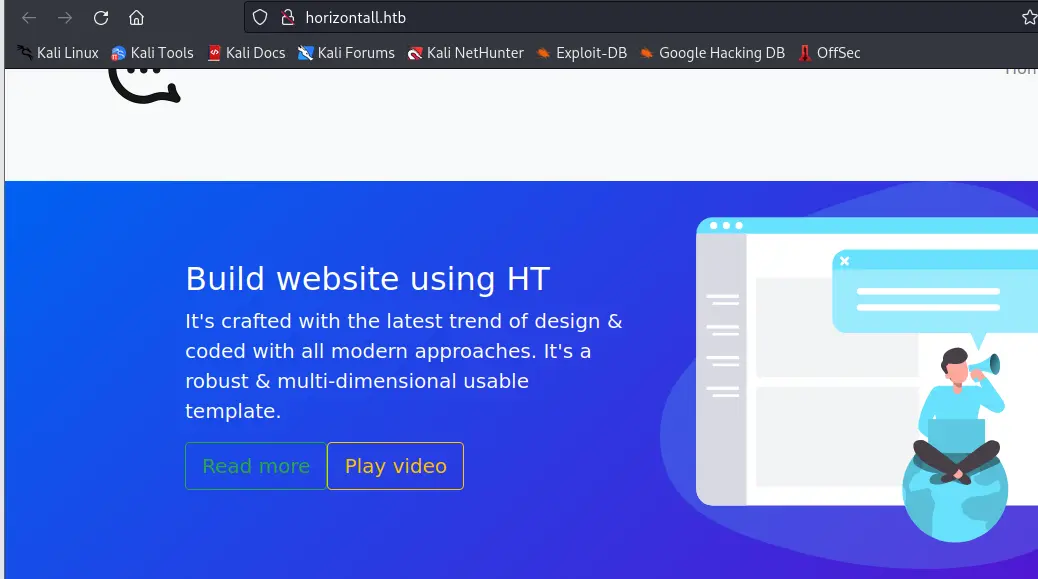 horizontall.htb
Kali Linux Kali Tools Kali Docs Kali Forums Kali NetHunter Exploit-DB Google Hacking DB OffSec
Build website using HT
It's crafted with the latest trend of design &
coded with all modern approaches. It's a
robust & multi-dimensional usable
template.
Read more Play video